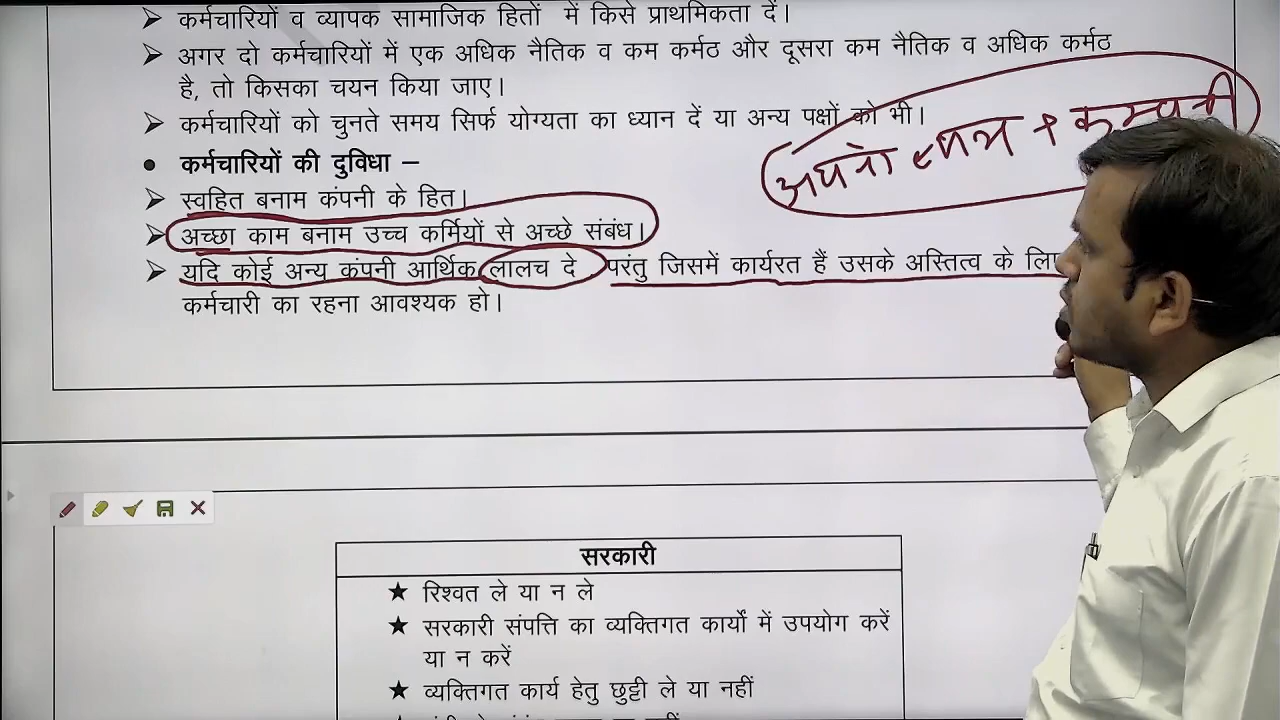 कर्मचारियों व व्यापक सामाजिक हितों में किसे प्राथमिकता दें।
अगर दो कर्मचारियों में एक अधिक नैतिक व कम कर्मठ और दूसरा कम नैतिक व अधिक कर्मठ
है, तो किसका चयन किया जाए।
कर्मचारियों को चुनते समय सिर्फ योग्यता का ध्यान दें या अन्य पक्षों को भी।
कर्मचारियों की दुविधा –
स्वहित बनाम कंपनी के हित।
अच्छा काम बनाम उच्च कर्मियों से अच्छे संबंध।
यदि कोई अन्य कंपनी आर्थिक लालच दे परंतु जिसमें कार्यरत हैं उसके अस्तित्व के लि
कर्मचारी का रहना आवश्यक हो।
सरकारी
रिश्वत ले या न ले
सरकारी संपत्ति का व्यक्तिगत कार्यों में उपयोग करें
या न करें
व्यक्तिगत कार्य हेतु छुट्टी ले या नहीं